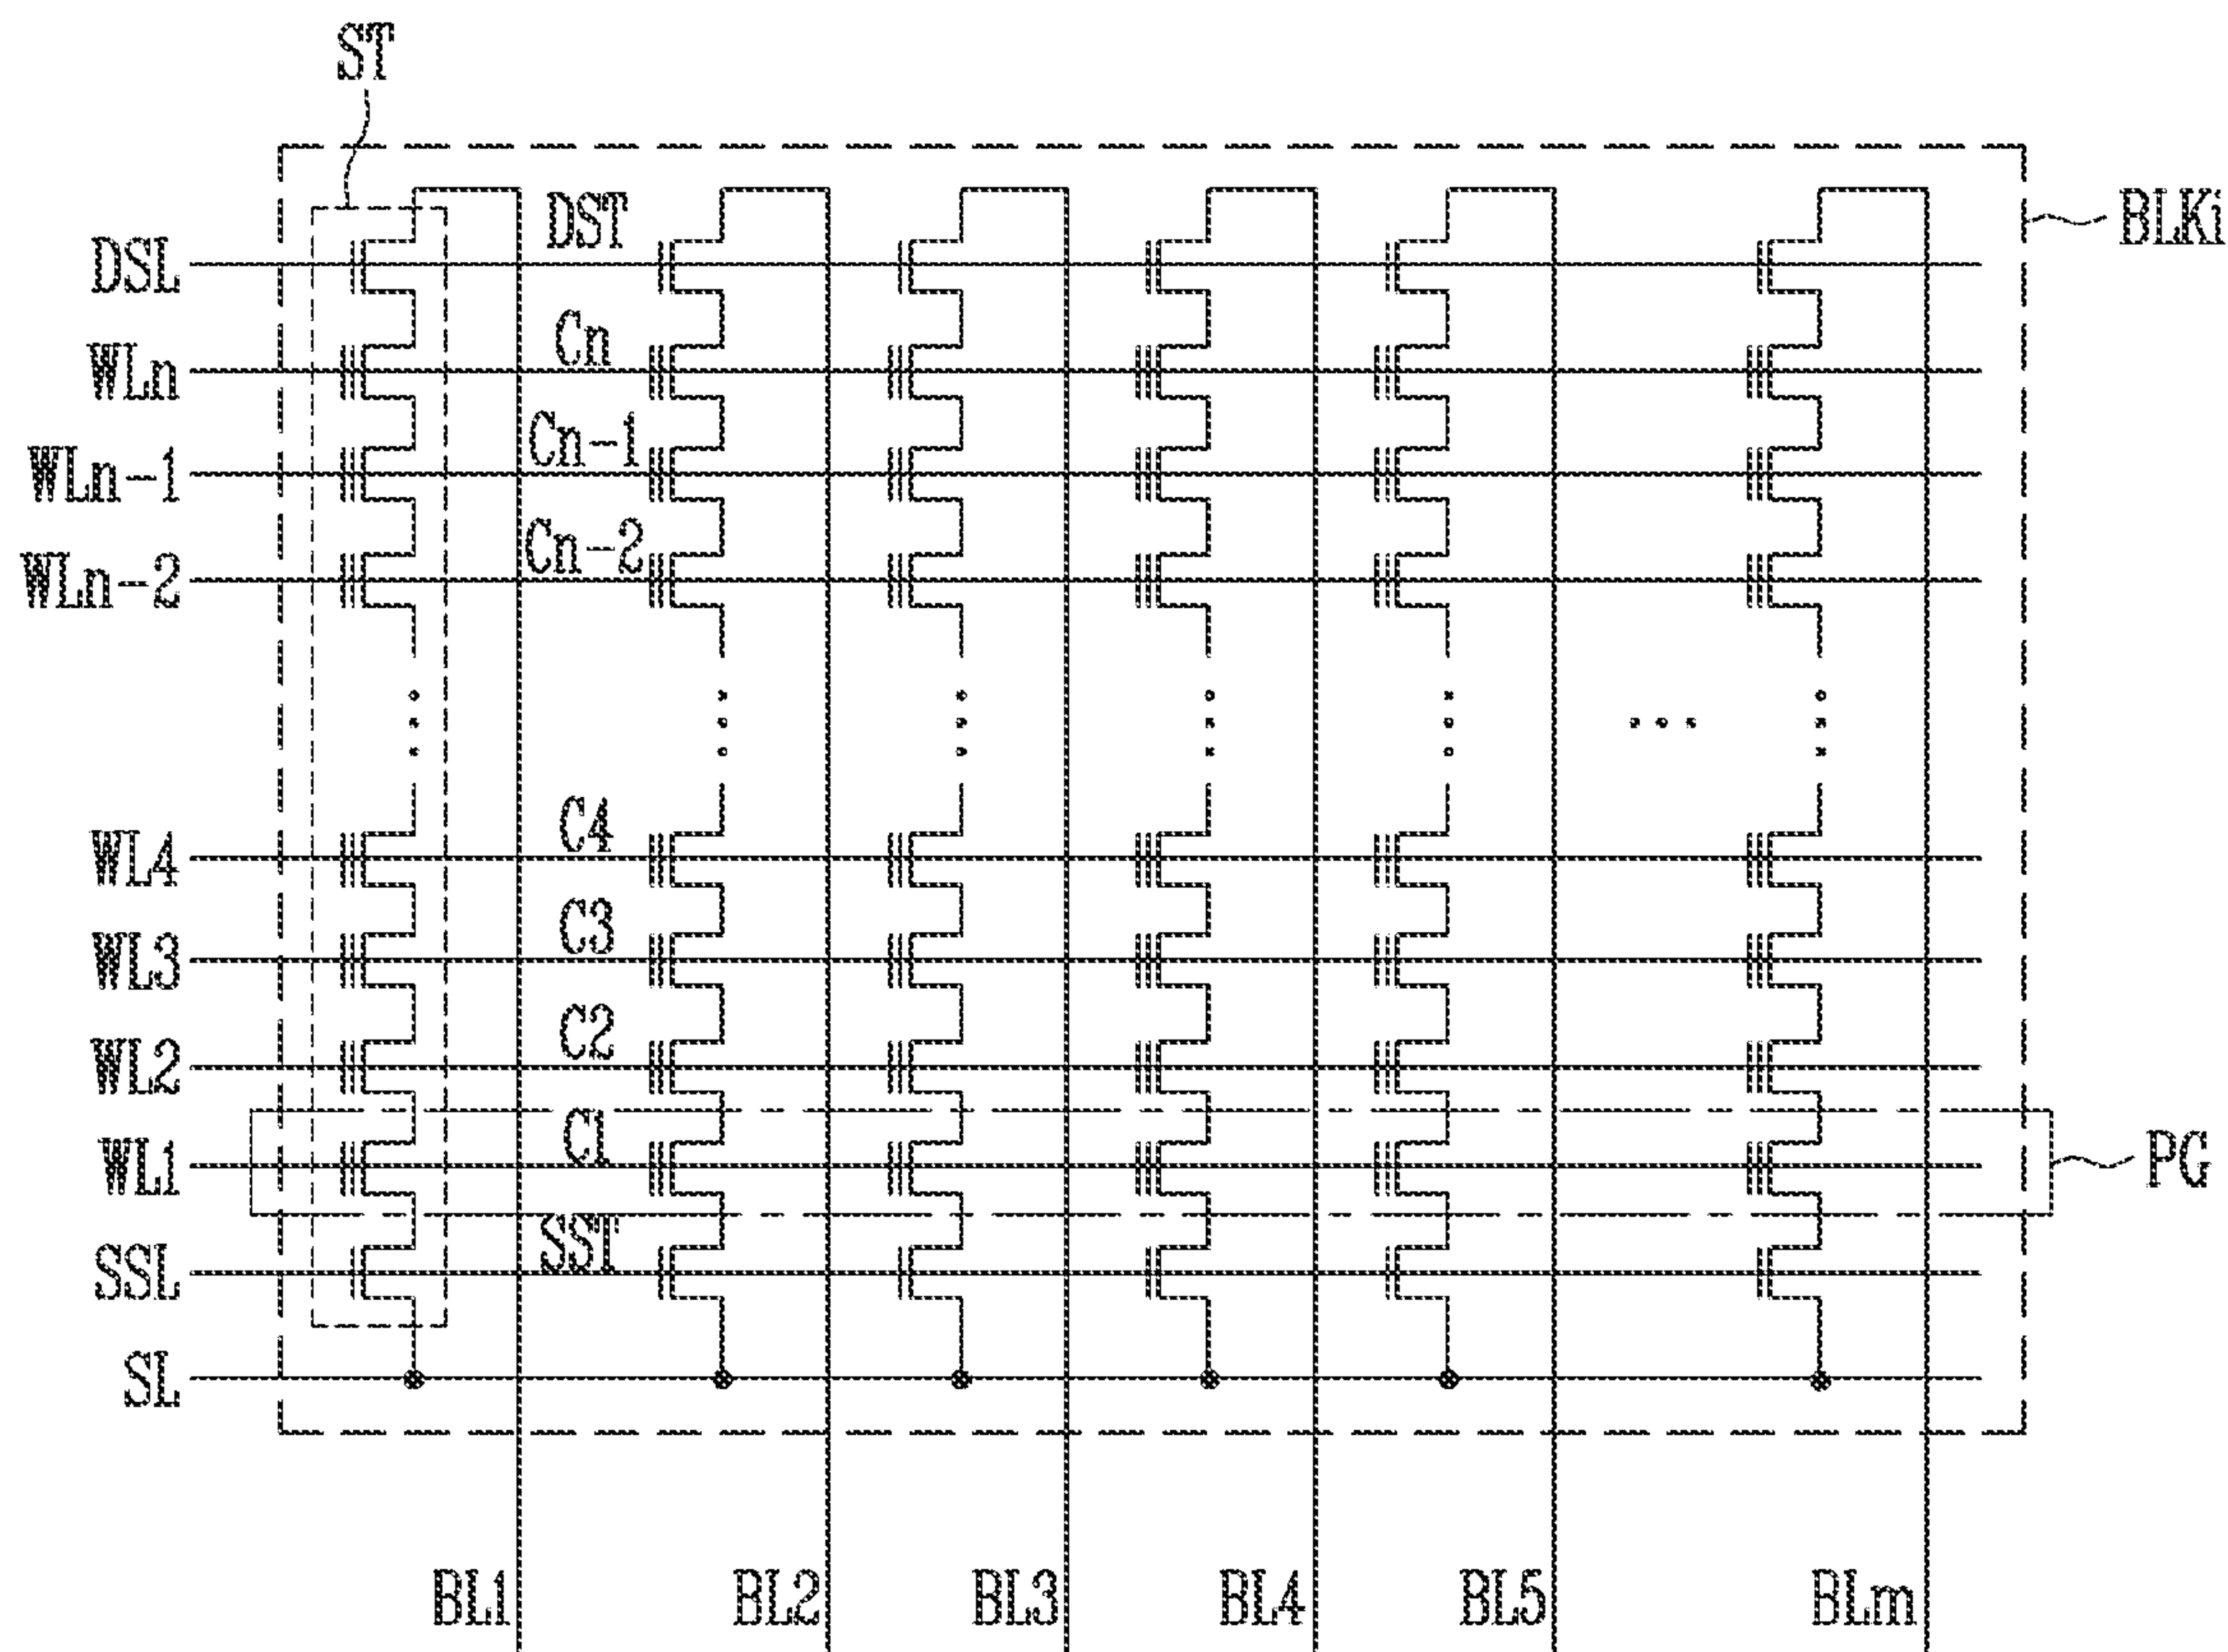 ST
DST
BLKi
DSL
Cn
WLn
Cn-1
WLn-1
Cn-2
WLn-2
C4
WL4
C3
WL3
C2
WL2
C1
WL1
PG
SST
SSL
SL
BL1
BL2
BL3
BL4
BL5
BLm